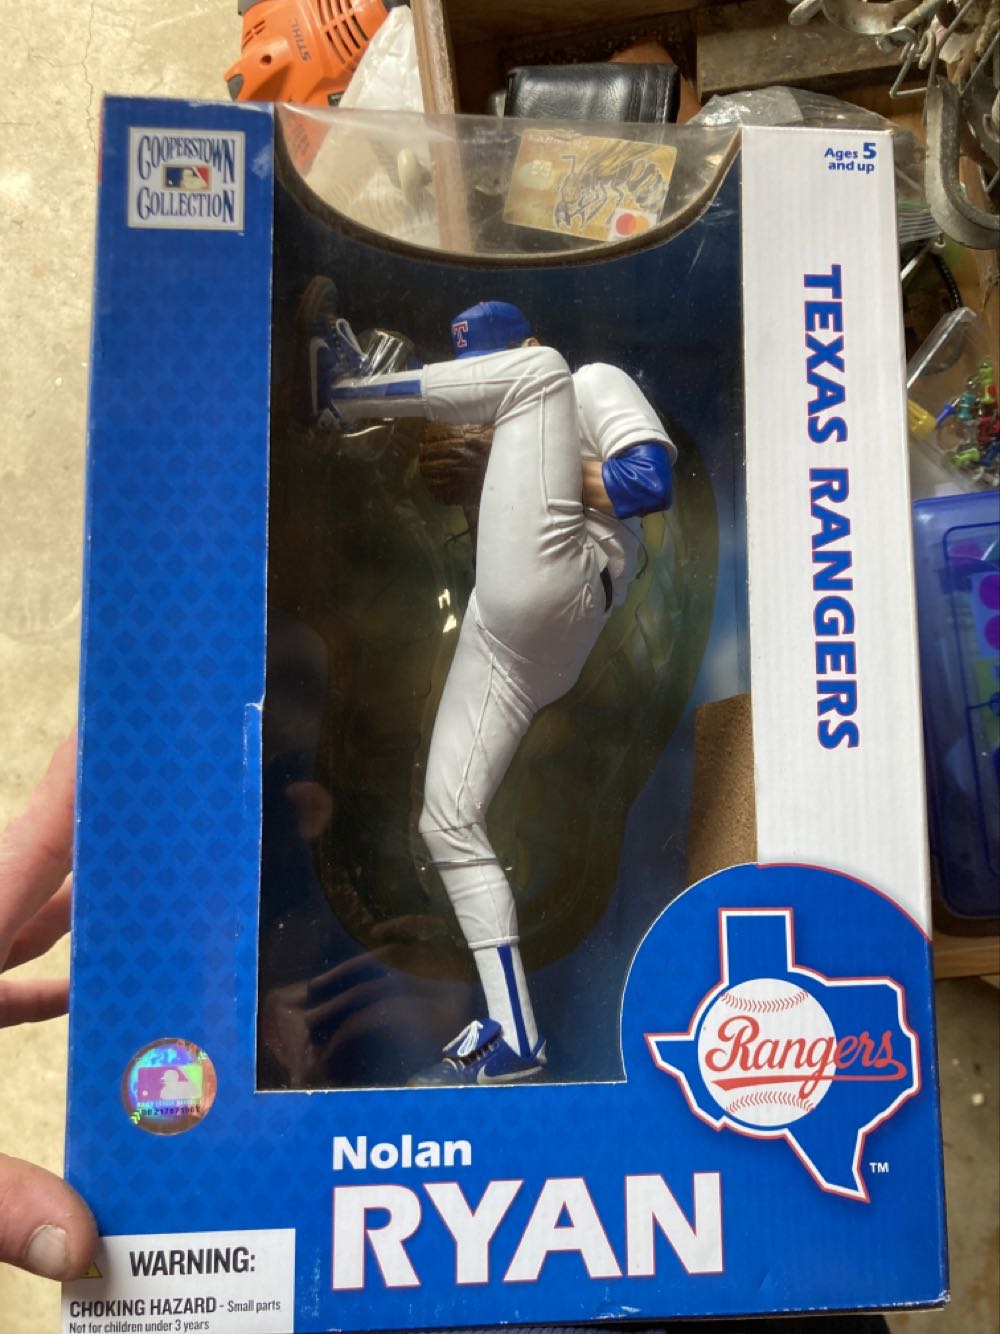 STIHL
COOPERSTOWN
COLLECTION
Ages 5
and up
T
TEXAS RANGERS
Rangers
TM
Nolan
RYAN
WARNING:
CHOKING HAZARD - Small parts
Not for children under 3 years